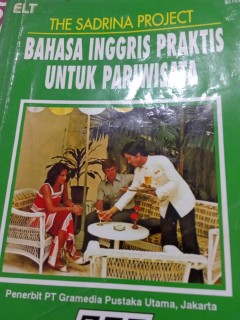 ELT
THE SADRINA PROJECT
BAHASA INGGRIS PRAKTIS
UNTUK PARIWISATA
Penerbit PT Gramedia Pustaka Utama, Jakarta